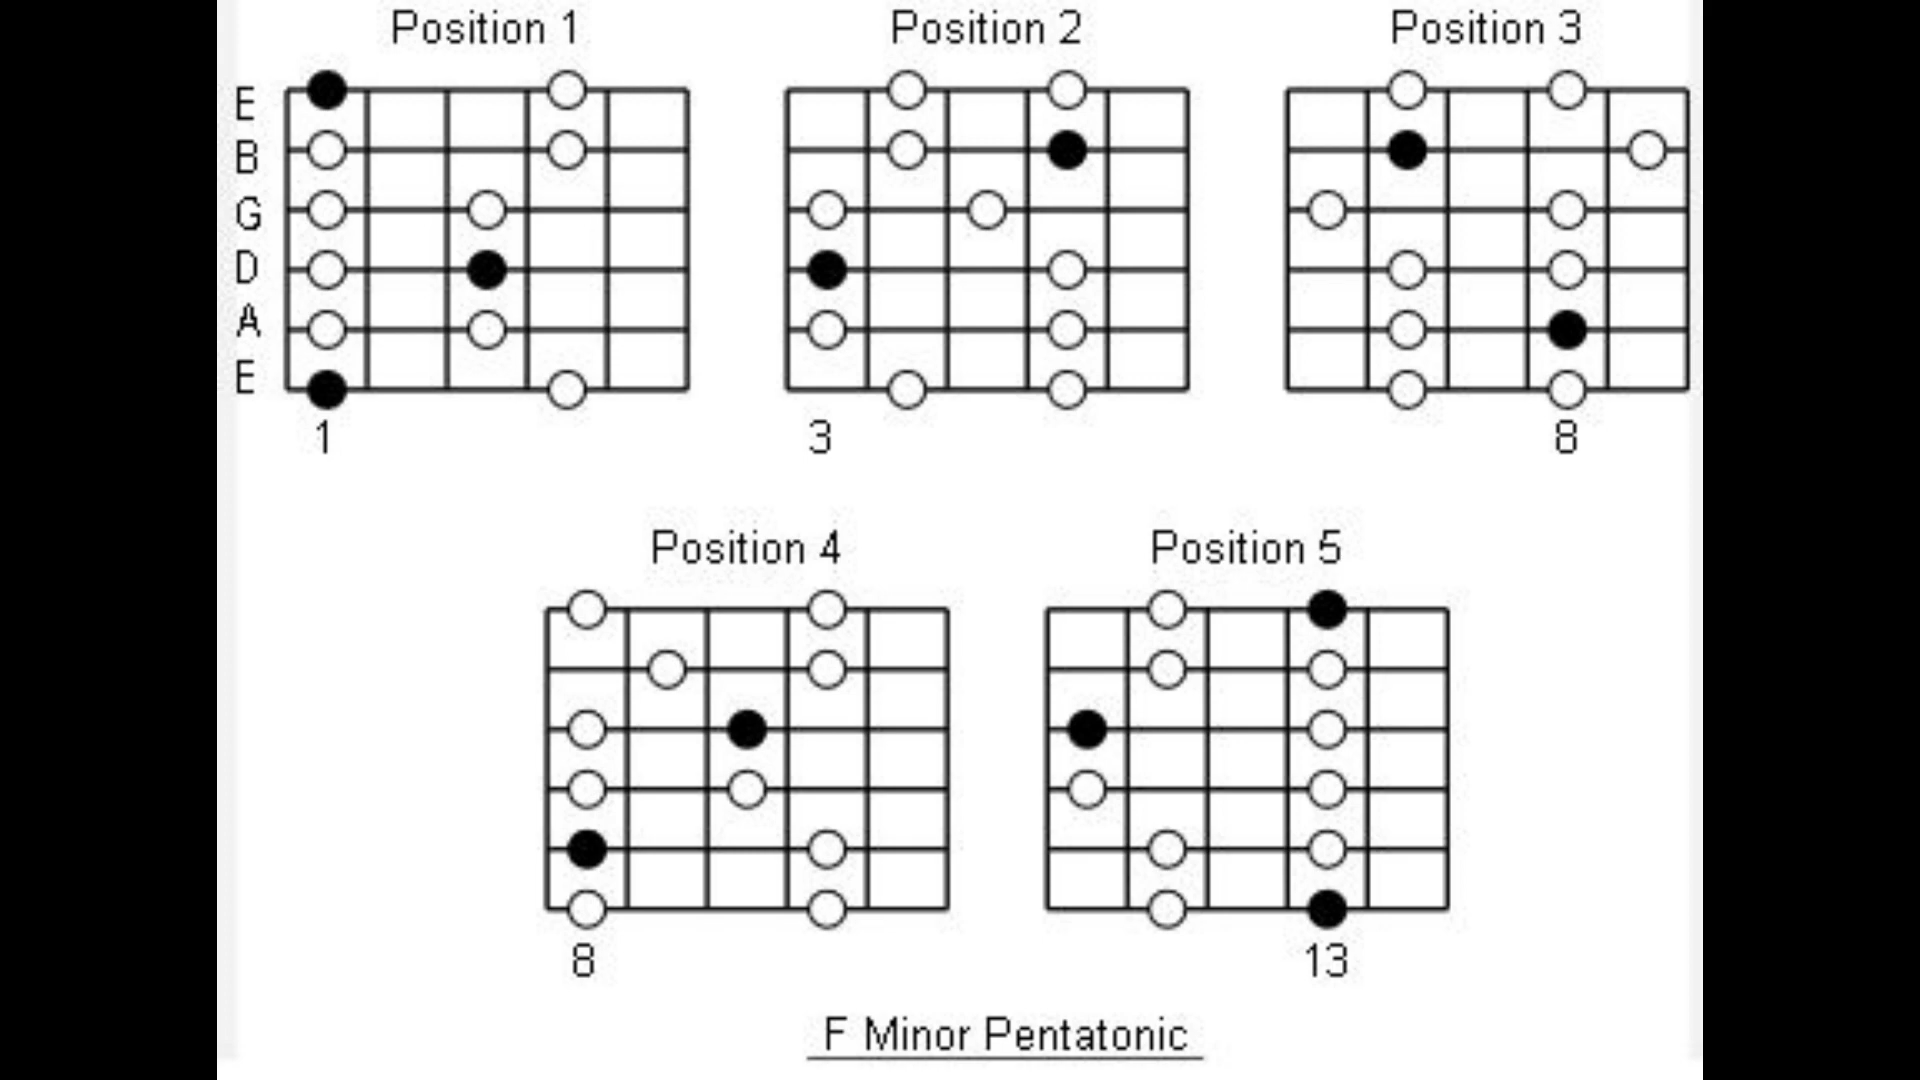 Position 1
Position 2
Position 3
E
B
G
D
A
E
1
3
8
Position 4
Position 5
8
13
F Minor Pentatonic